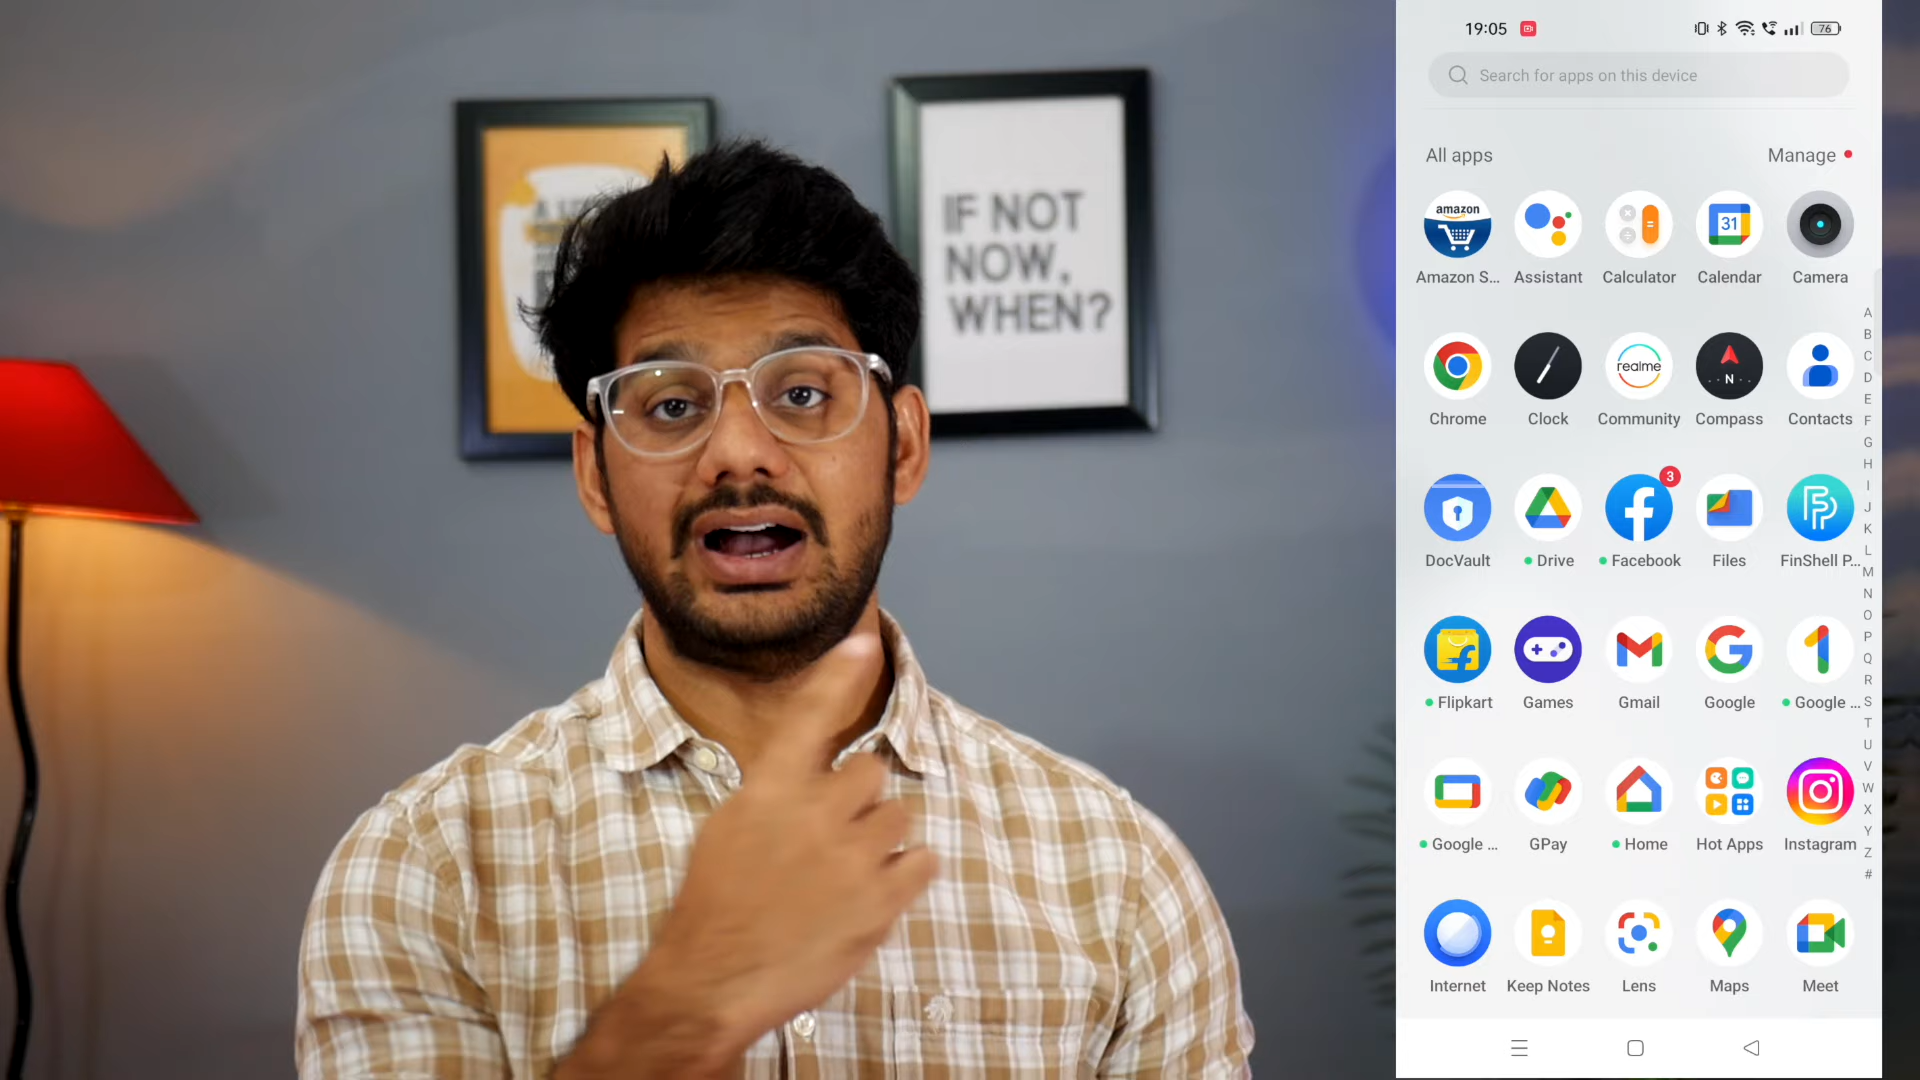 A
IF NOT
NOW,
WHEN?
19:05
76
Search for apps on this device
All apps
Manage
amazon
31
Amazon S...
Assistant
Calculator
Calendar
Camera
realme
N
Chrome
Clock
Community
Compass
Contacts
3
DocVault
Drive
Facebook
Files
FinShell P...
Flipkart
Games
Gmail
Google
Google ...
Google ...
GPay
Home
Hot Apps
Instagram
Internet
Keep Notes
Lens
Maps
Meet
A
B
C
D
E
F
G
H
I
J
K
L
M
N
O
P
Q
R
S
T
U
V
W
X
Y
Z
#